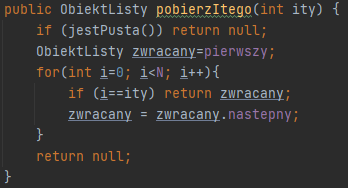 public ObiektListy pobierzItego(int ity) {
if (jestPusta()) return null;
ObiektListy zwracany=pierwszy;
for(int i=0; i<N; i++){
if (i==ity) return zwracany;
zwracany = zwracany.nastepny;
}
return null;
}